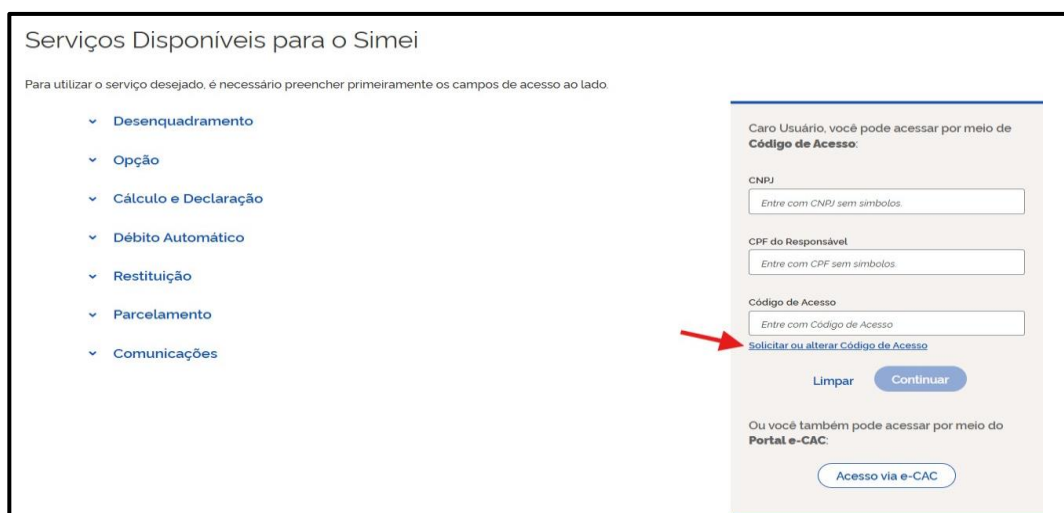 Serviços Disponíveis para o Simei
Para utilizar o serviço desejado, é necessário preencher primeiramente os campos de acesso ao lado.
Desenquadramento
Opção
Cálculo e Declaração
Débito Automático
Restituição
Parcelamento
Comunicações
Caro Usuário, você pode acessar por meio de
Código de Acesso:
CNPJ
Entre com CNPJ sem símbolos.
CPF do Responsável
Entre com CPF sem símbolos.
Código de Acesso
Entre com Código de Acesso
Solicitar ou alterar Código de Acesso
Limpar Continuar
Ou você também pode acessar por meio do
Portal e-CAC:
Acesso via e-CAC